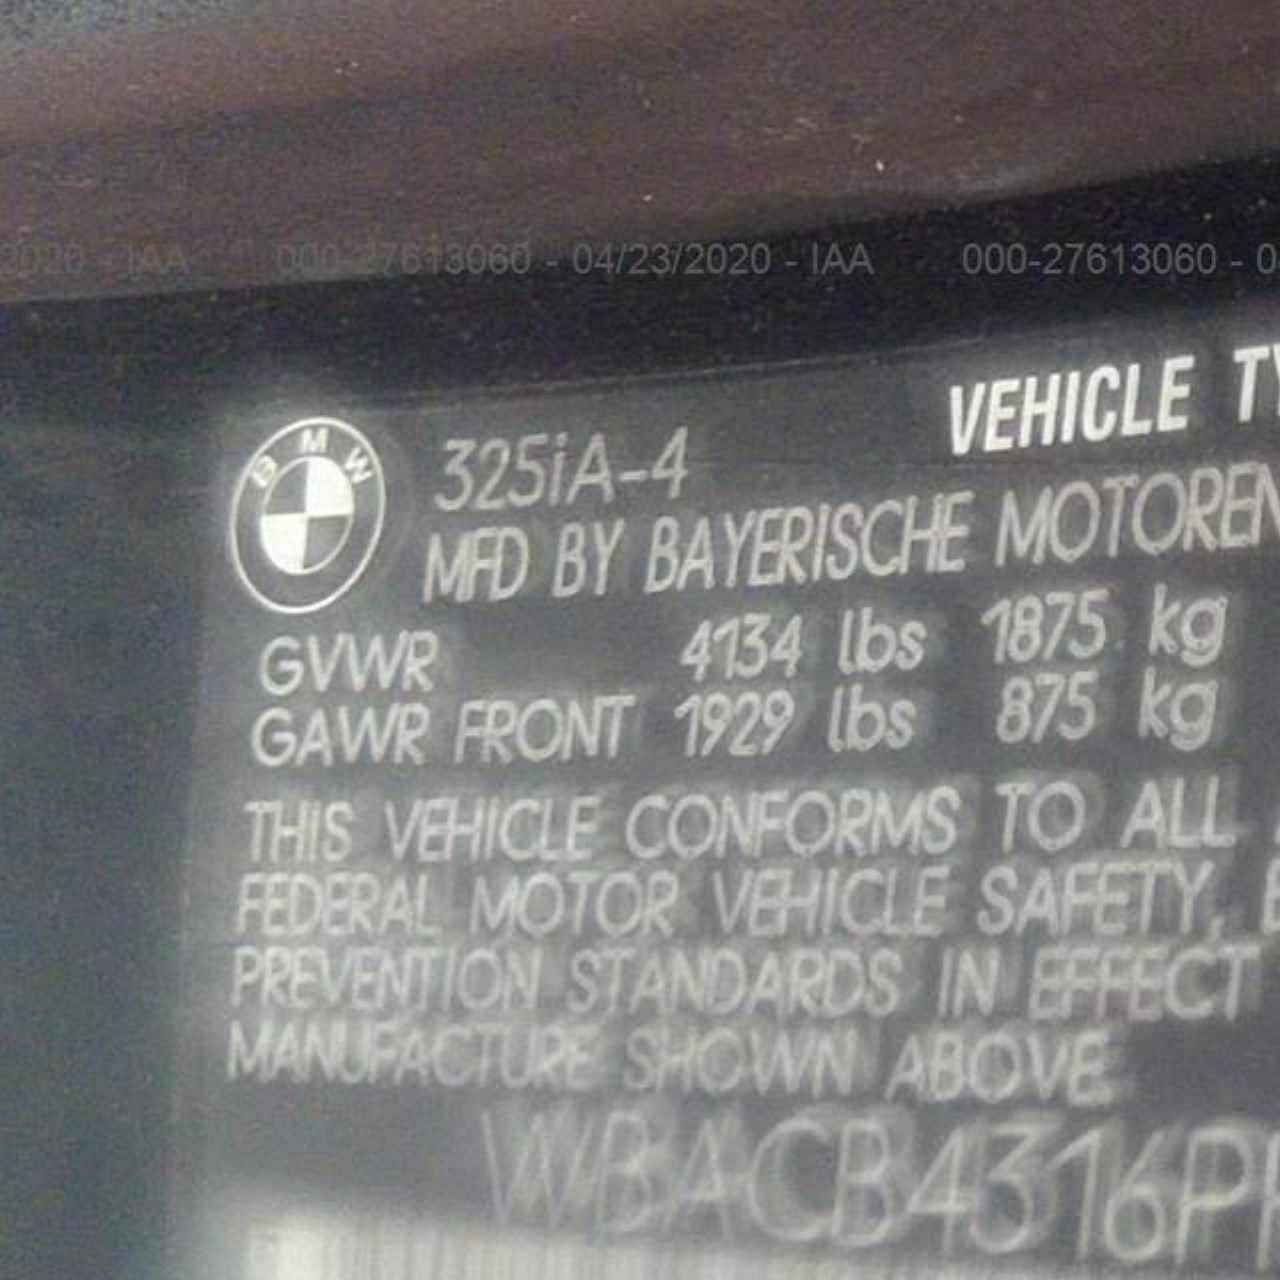 2020 - IAA 000-27613060 - 04/23/2020 - IAA 000-27613060 - 0
VEHICLE TY
BMW
325iA-4
MFD BY BAYERISCHE MOTOREN
GVWR 4134 lbs 1875 kg
GAWR FRONT 1929 lbs 875 kg
THIS VEHICLE CONFORMS TO ALL
FEDERAL MOTOR VEHICLE SAFETY,
PREVENTION STANDARDS IN EFFECT
MANUFACTURE SHOWN ABOVE.
WBACB4316P